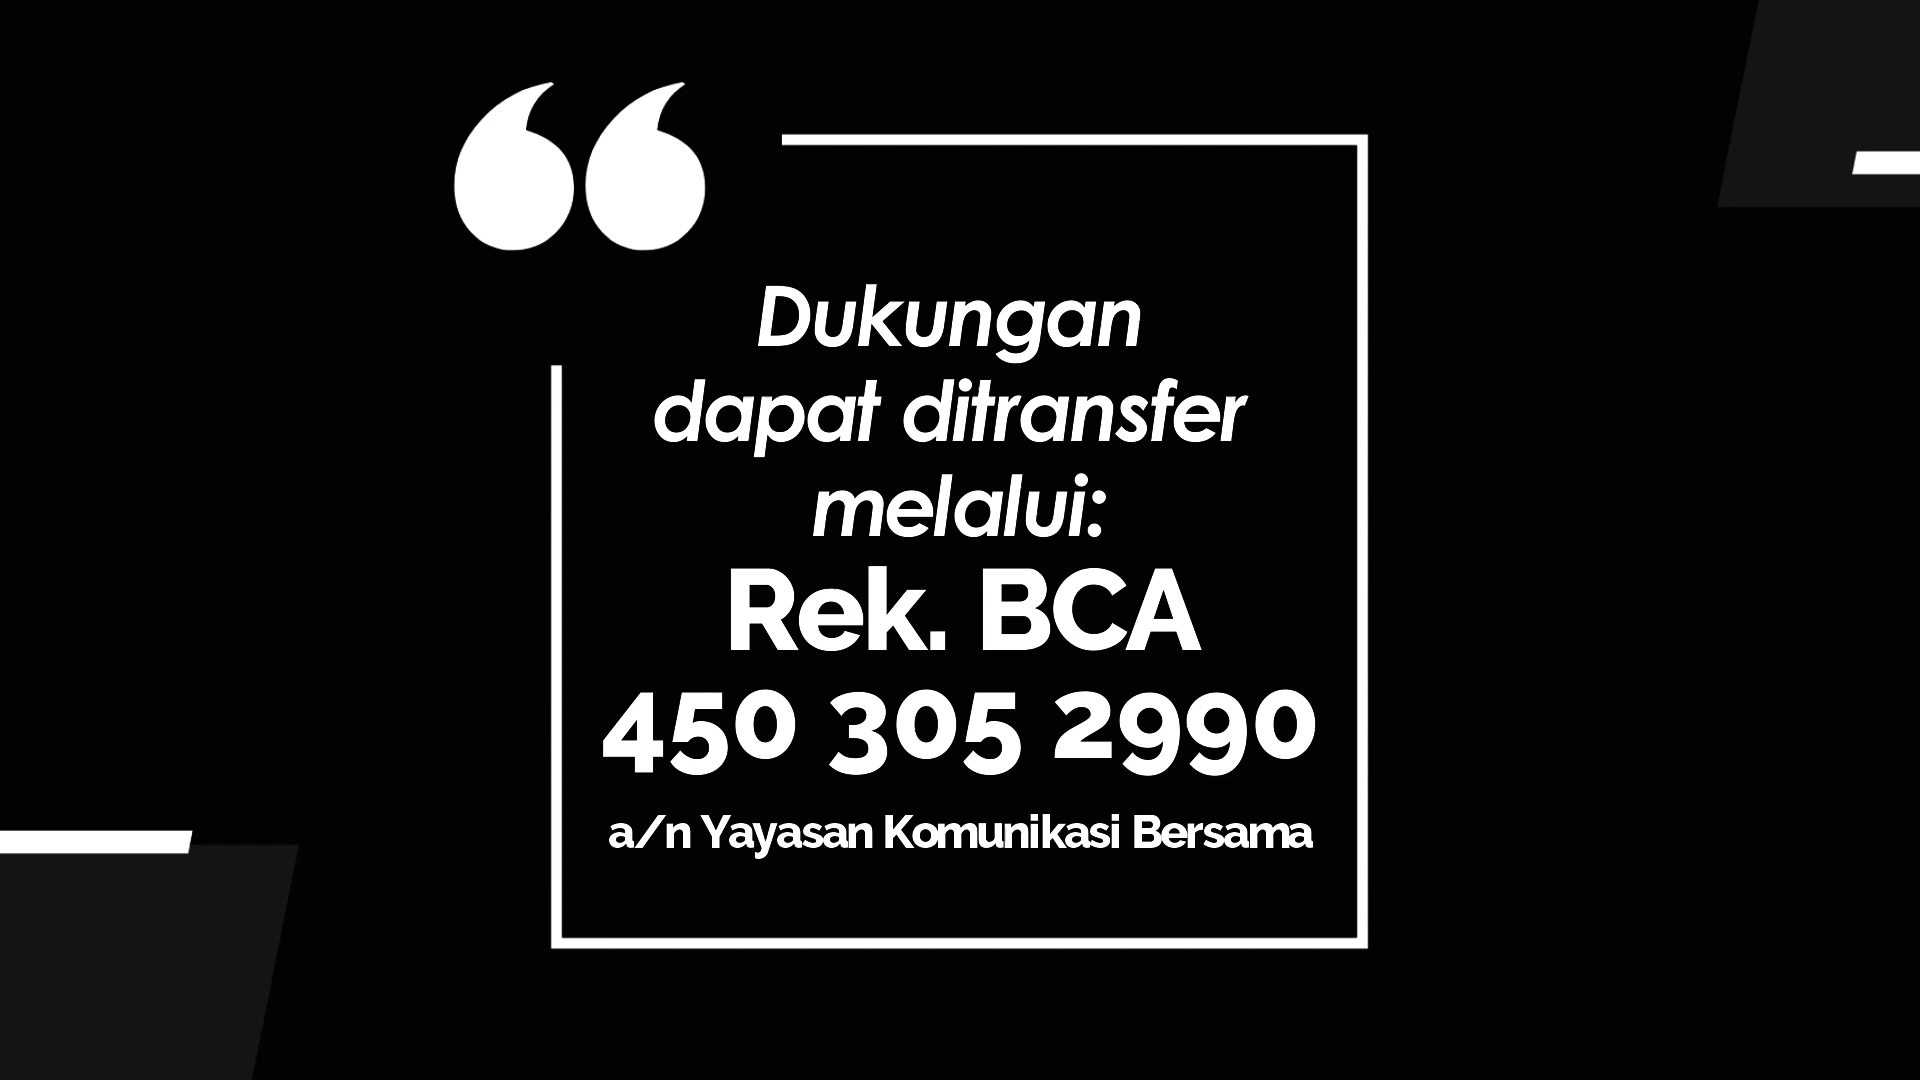 Dukungan
dapat ditransfer
melalui:
Rek. BCA
450 305 2990
a/n Yayasan Komunikasi Bersama